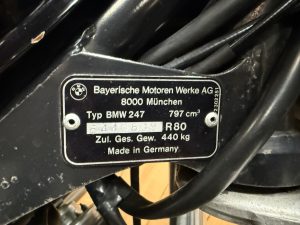 Bayerische Motoren Werke AG
8000 München
Typ BMW 247 797 cm³
R80
Zul. Ges. Gew. 440 kg
Made in Germany